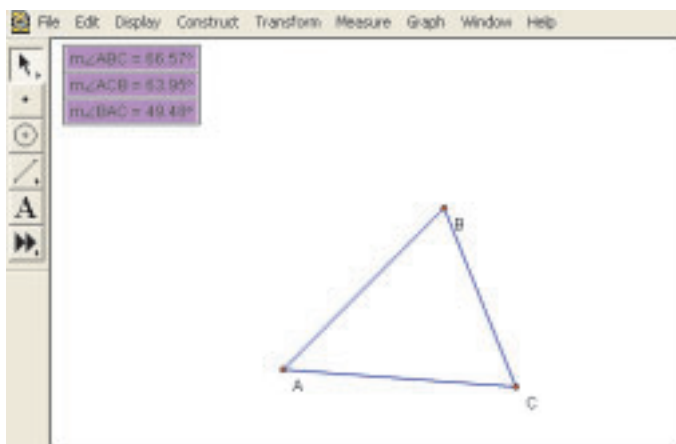 File Edit Display Construct Transform Measure Graph Window Help
m∠ABC = 66.57°
m∠ACB = 63.95°
m∠BAC = 49.48°
A
B
A
C